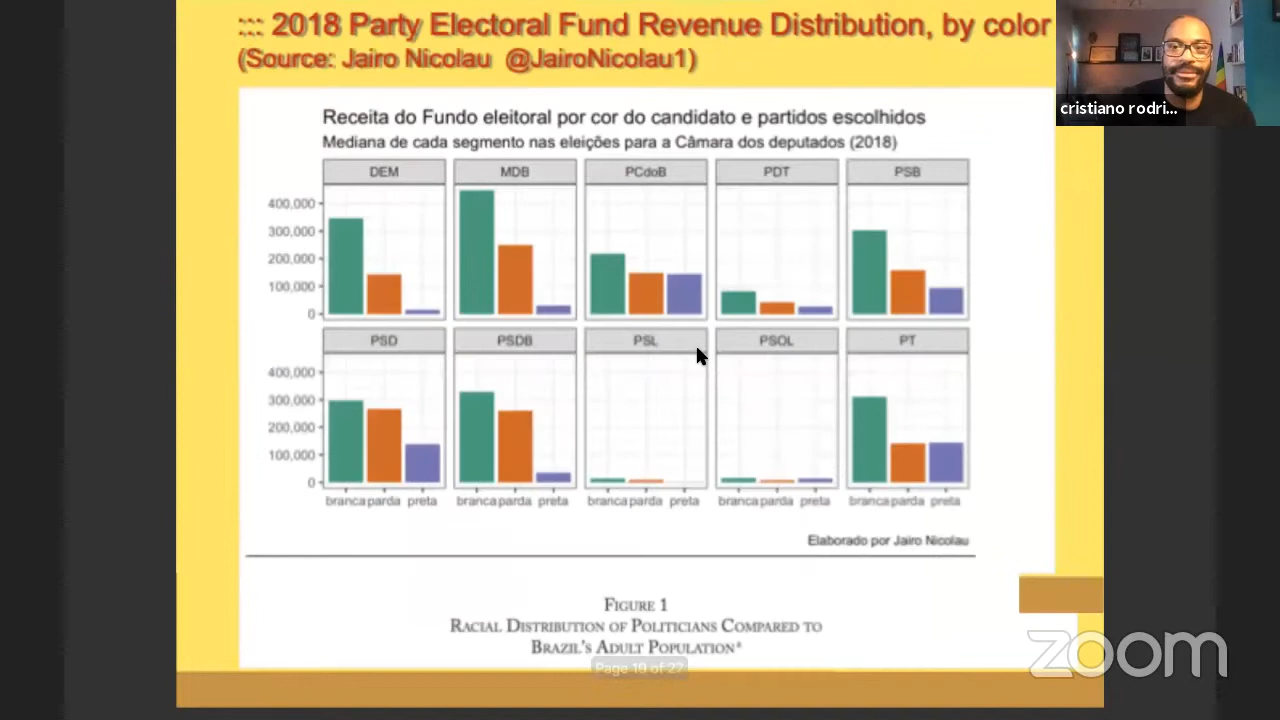 ::: 2018 Party Electoral Fund Revenue Distribution, by color
(Source: Jairo Nicolau @JairoNicolau1)
cristiano rodri...
Receita do Fundo eleitoral por cor do candidato e partidos escolhidos
Mediana de cada segmento nas eleições para a Câmara dos deputados (2018)
DEM MDB PCdoB PDT PSB
400,000
300,000
200,000
100,000
0
PSD PSDB PSL PSOL PT
400,000
300,000
200,000
100,000
0
branca parda preta branca parda preta branca parda preta branca parda preta branca parda preta
Elaborado por Jairo Nicolau
FIGURE 1
RACIAL DISTRIBUTION OF POLITICIANS COMPARED TO
BRAZIL'S ADULT POPULATION
Page 19 of 27
zoom